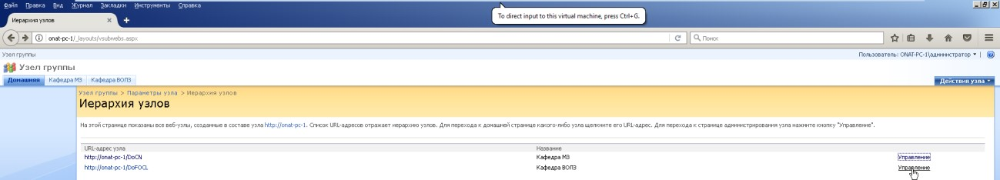 Файл Правка Вид Журнал Закладки Инструменты Справка
To direct input to this virtual machine, press Ctrl+G.
Иерархия узлов
onat-pc-1/_layouts/vsubwebs.aspx
Поиск
Узел группы
Пользователь: ONAT-PC-1\администратор
Узел группы
Домашняя Кафедра МЗ Кафедра ВОЛЗ
Действия узла
Узел группы > Параметры узла > Иерархия узлов
Иерархия узлов
На этой странице показаны все веб-узлы, созданные в составе узла http://onat-pc-1. Список URL-адресов отражает иерархию узлов. Для перехода к домашней странице какого-либо узла щелкните его URL-адрес. Для перехода к странице администрирования узла нажмите кнопку "Управление".
URL-адрес узла Название
http://onat-pc-1/DoCN Кафедра МЗ Управление
http://onat-pc-1/DoFOCL Кафедра ВОЛЗ Управление